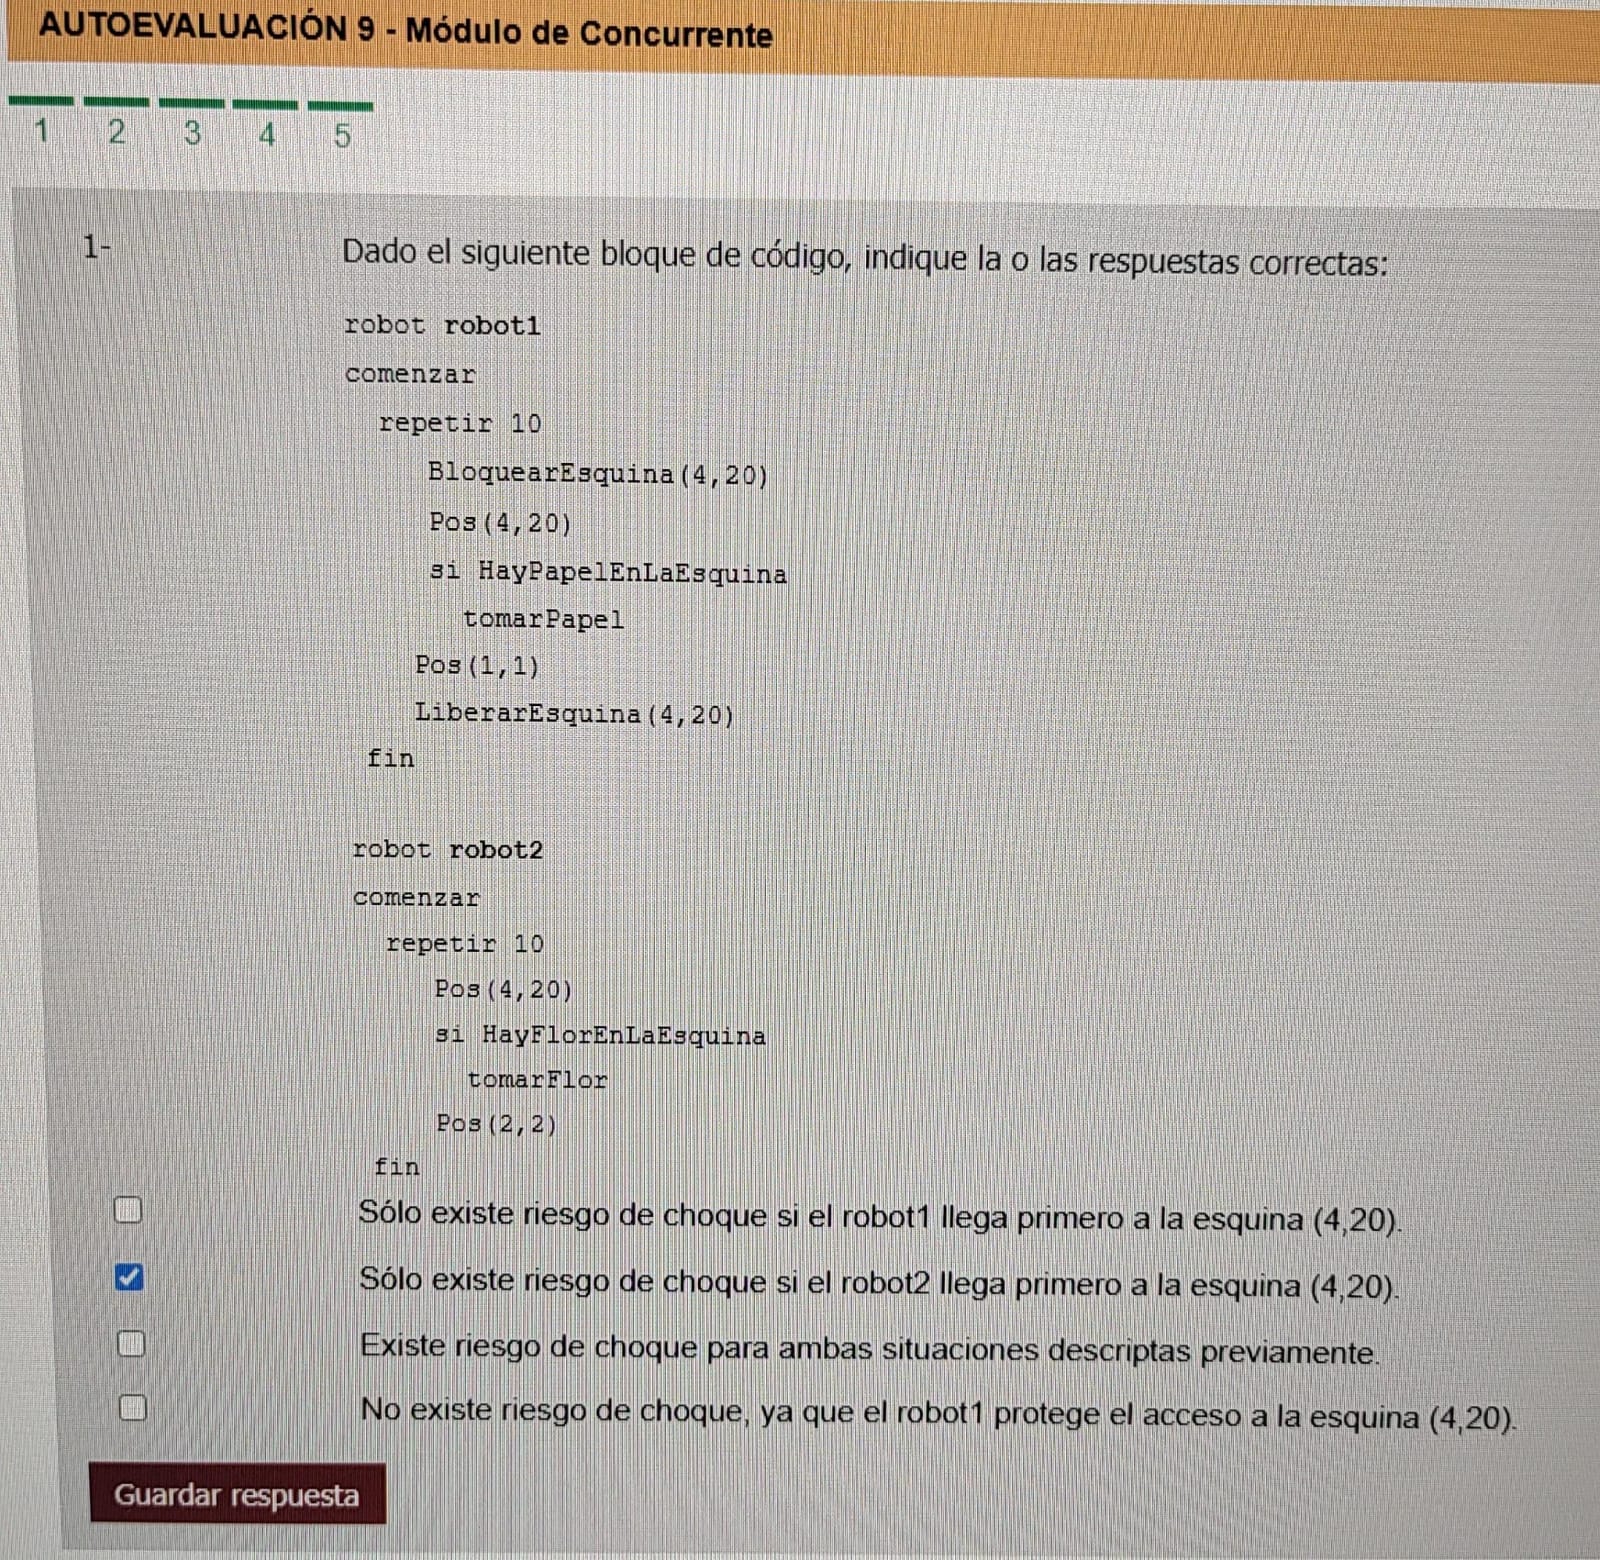 AUTOEVALUACIÓN 9 - Módulo de Concurrente
1 2 3 4 5
1- Dado el siguiente bloque de código, indique la o las respuestas correctas:
robot robot1
comenzar
repetir 10
BloquearEsquina(4,20)
Pos(4,20)
si HayPapelEnLaEsquina
tomarPapel
Pos(1,1)
LiberarEsquina(4,20)
fin
robot robot2
comenzar
repetir 10
Pos(4,20)
si HayFlorEnLaEsquina
tomarFlor
Pos(2,2)
fin
Sólo existe riesgo de choque si el robot1 llega primero a la esquina (4,20).
Sólo existe riesgo de choque si el robot2 llega primero a la esquina (4,20).
Existe riesgo de choque para ambas situaciones descriptas previamente.
No existe riesgo de choque, ya que el robot1 protege el acceso a la esquina (4,20).
Guardar respuesta